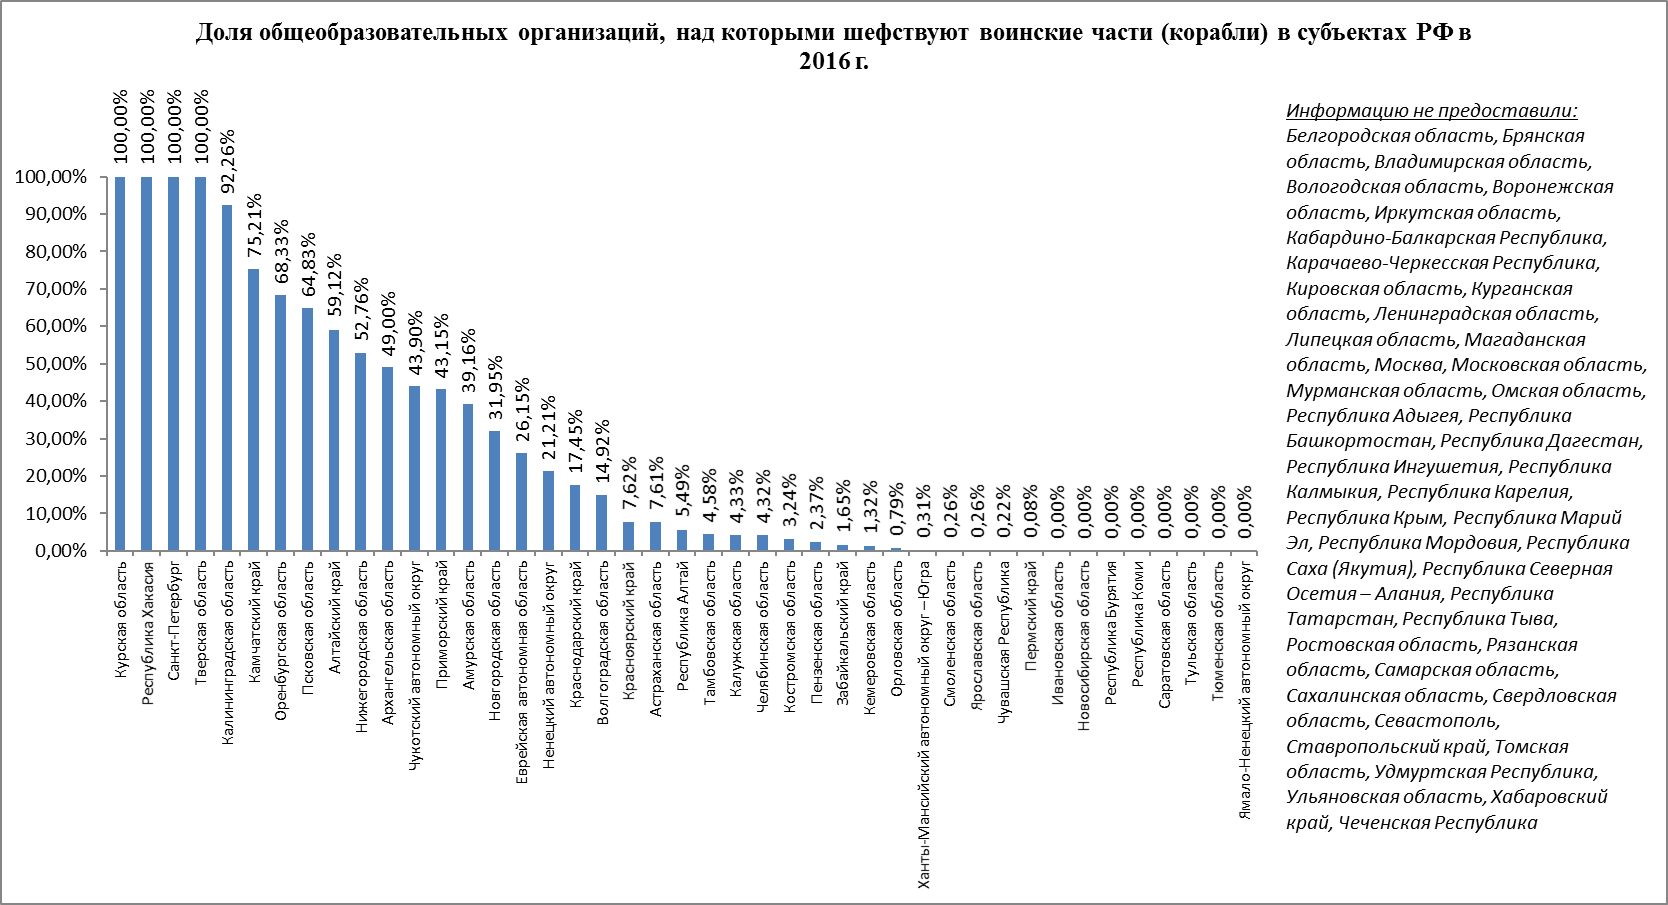 Доля общеобразовательных организаций, над которыми шефствуют воинские части (корабли) в субъектах РФ в
2016 г.
100,00%
90,00%
80,00%
70,00%
60,00%
50,00%
40,00%
30,00%
20,00%
10,00%
0,00%
100,00%
100,00%
100,00%
100,00%
92,26%
75,21%
68,33%
64,83%
59,12%
52,76%
49,00%
43,90%
43,15%
39,16%
31,95%
26,15%
21,21%
17,45%
14,92%
7,62%
7,61%
5,49%
4,58%
4,33%
4,32%
3,24%
2,37%
1,65%
1,32%
0,79%
0,31%
0,26%
0,26%
0,22%
0,08%
0,00%
0,00%
0,00%
0,00%
0,00%
0,00%
0,00%
0,00%
Курская область
Республика Хакасия
Санкт-Петербург
Тверская область
Калининградская область
Камчатский край
Оренбургская область
Псковская область
Алтайский край
Нижегородская область
Архангельская область
Чукотский автономный округ
Приморский край
Амурская область
Новгородская область
Еврейская автономная область
Ненецкий автономный округ
Краснодарский край
Волгоградская область
Красноярский край
Астраханская область
Республика Алтай
Тамбовская область
Калужская область
Челябинская область
Костромская область
Пензенская область
Забайкальский край
Кемеровская область
Орловская область
Ханты-Мансийский автономный округ – Югра
Смоленская область
Ярославская область
Чувашская Республика
Пермский край
Ивановская область
Новосибирская область
Республика Бурятия
Республика Коми
Саратовская область
Тульская область
Тюменская область
Ямало-Ненецкий автономный округ
Информацию не предоставили:
Белгородская область, Брянская
область, Владимирская область,
Вологодская область, Воронежская
область, Иркутская область,
Кабардино-Балкарская Республика,
Карачаево-Черкесская Республика,
Кировская область, Курганская
область, Ленинградская область,
Липецкая область, Магаданская
область, Москва, Московская область,
Мурманская область, Омская область,
Республика Адыгея, Республика
Башкортостан, Республика Дагестан,
Республика Ингушетия, Республика
Калмыкия, Республика Карелия,
Республика Крым, Республика Марий
Эл, Республика Мордовия, Республика
Саха (Якутия), Республика Северная
Осетия – Алания, Республика
Татарстан, Республика Тыва,
Ростовская область, Рязанская
область, Самарская область,
Сахалинская область, Свердловская
область, Севастополь,
Ставропольский край, Томская
область, Удмуртская Республика,
Ульяновская область, Хабаровский
край, Чеченская Республика